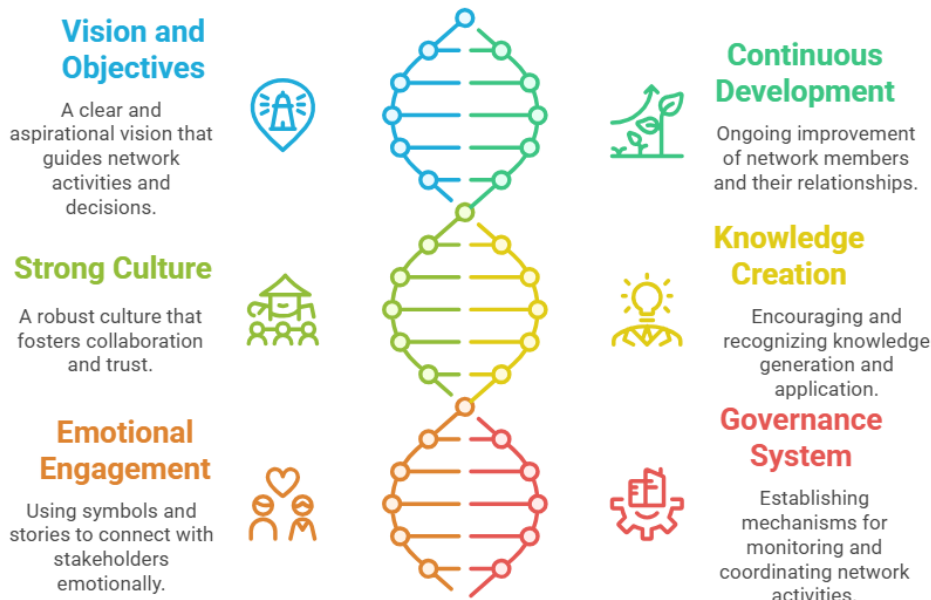 Vision and
Objectives
A clear and
aspirational vision that
guides network
activities and
decisions.
Continuous
Development
Ongoing improvement
of network members
and their relationships.
Strong Culture
A robust culture that
fosters collaboration
and trust.
Knowledge
Creation
Encouraging and
recognizing knowledge
generation and
application.
Emotional
Engagement
Using symbols and
stories to connect with
stakeholders
emotionally.
Governance
System
Establishing
mechanisms for
monitoring and
coordinating network
activities.